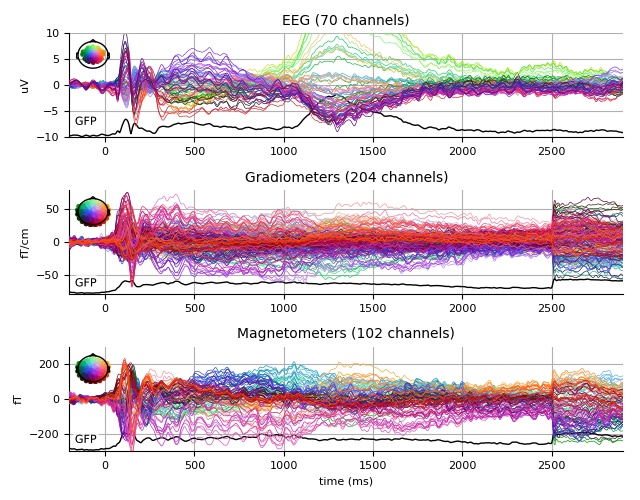 EEG (70 channels)
10
5
0
−5
−10
uV
GFP
0 500 1000 1500 2000 2500
Gradiometers (204 channels)
50
0
−50
fT/cm
GFP
0 500 1000 1500 2000 2500
Magnetometers (102 channels)
200
0
−200
fT
GFP
0 500 1000 1500 2000 2500
time (ms)